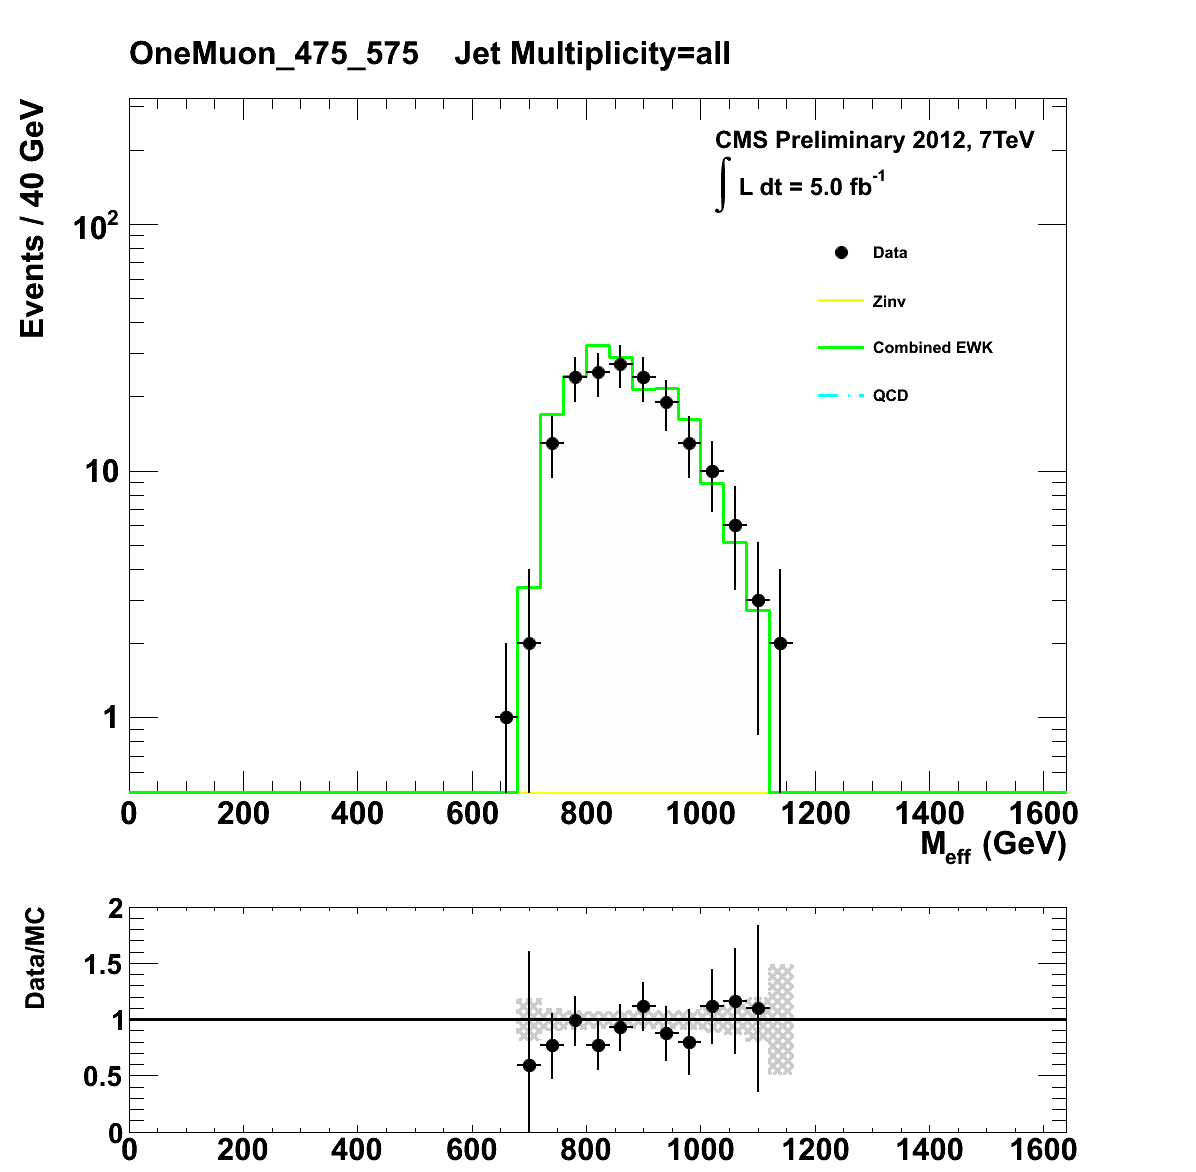 OneMuon_475_575 Jet Multiplicity=all
Events / 40 GeV
CMS Preliminary 2012, 7TeV
∫ L dt = 5.0 fb⁻¹
Data
Zinv
Combined EWK
QCD
10²
10
1
0 200 400 600 800 1000 1200 1400 1600
M_eff (GeV)
Data/MC
2
1.5
1
0.5
0
0 200 400 600 800 1000 1200 1400 1600